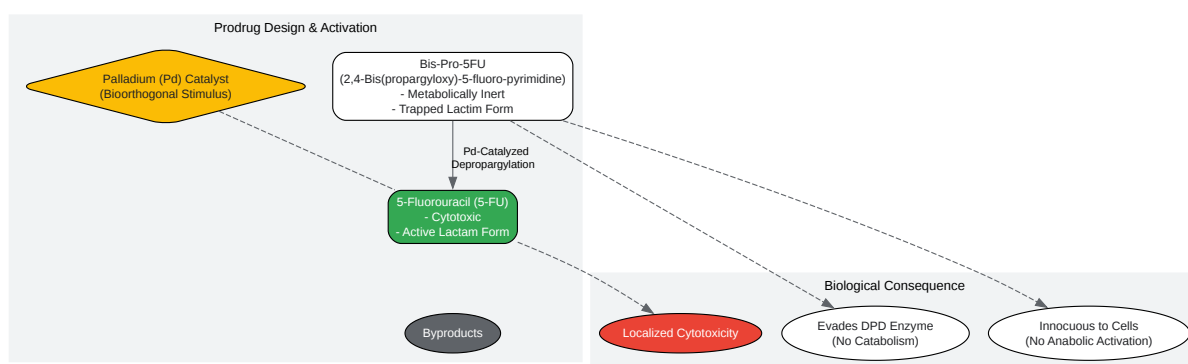 Prodrug Design & Activation
Palladium (Pd) Catalyst
(Bioorthogonal Stimulus)
Bis-Pro-5FU
(2,4-Bis(propargyloxy)-5-fluoro-pyrimidine)
- Metabolically Inert
- Trapped Lactim Form
Pd-Catalyzed
Depropargylation
5-Fluorouracil (5-FU)
- Cytotoxic
- Active Lactam Form
Byproducts
Biological Consequence
Localized Cytotoxicity
Evades DPD Enzyme
(No Catabolism)
Innocuous to Cells
(No Anabolic Activation)